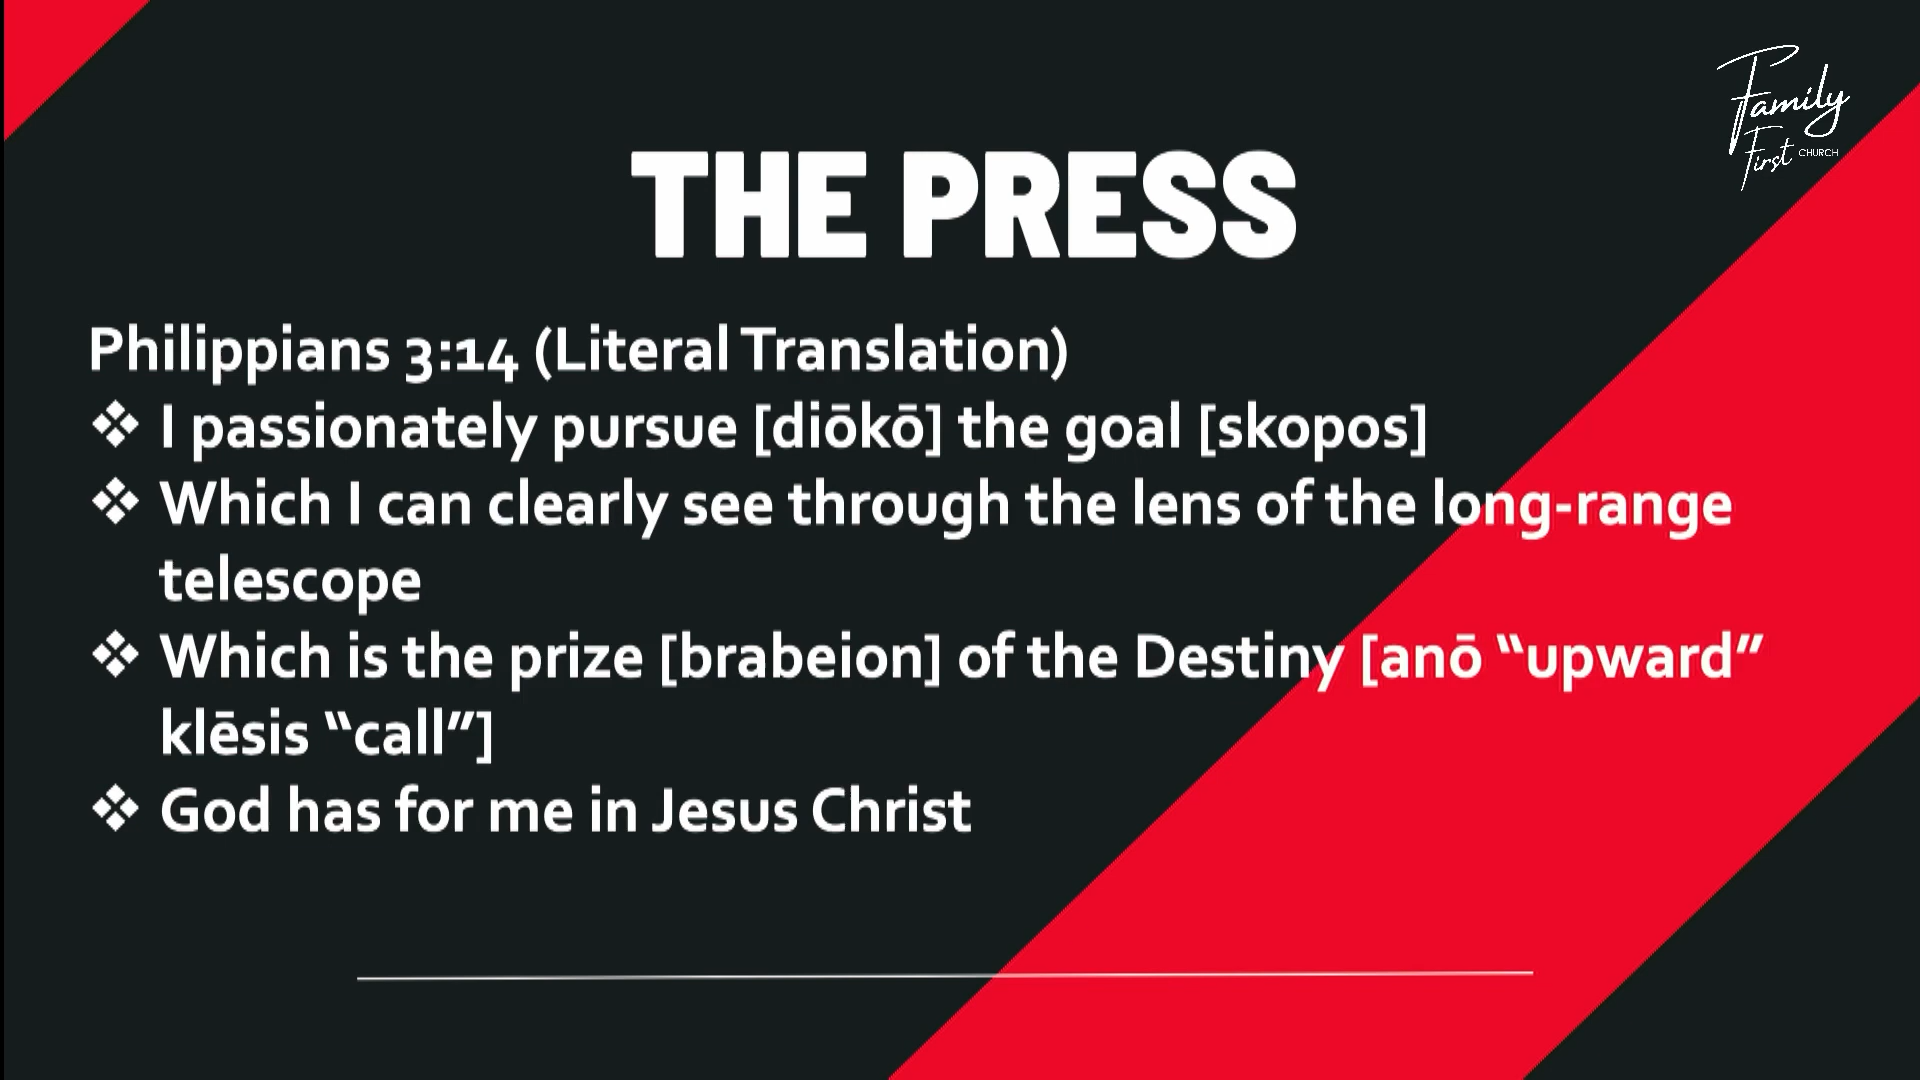 Family
First CHURCH
THE PRESS
Philippians 3:14 (Literal Translation)
❖ I passionately pursue [diōkō] the goal [skopos]
❖ Which I can clearly see through the lens of the long-range
telescope
❖ Which is the prize [brabeion] of the Destiny [anō “upward”
klēsis “call”]
❖ God has for me in Jesus Christ